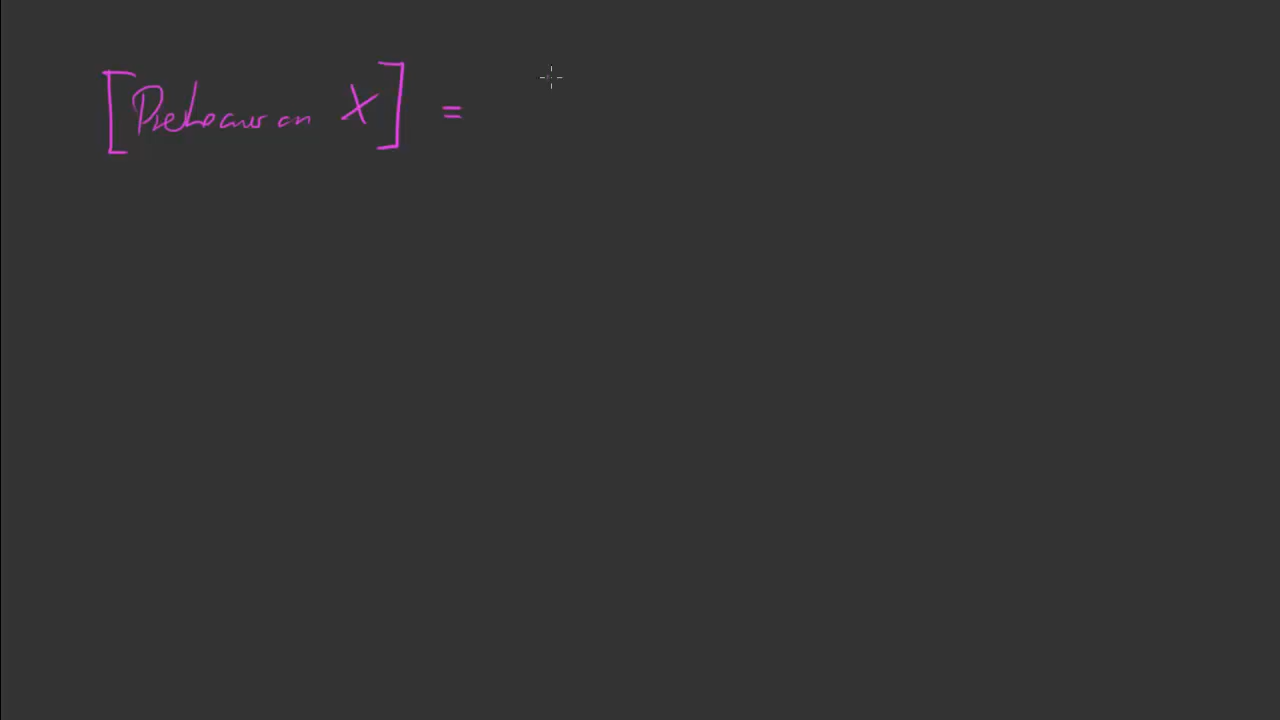 [Presheaves on X] =